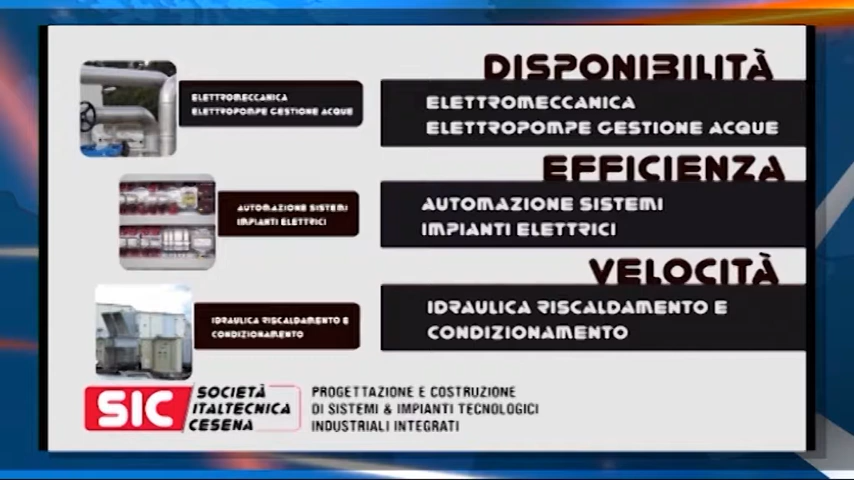 DISPONIBILITÀ
ELETTROMECCANICA
ELETTROPOMPE GESTIONE ACQUE
ELETTROMECCANICA
ELETTROPOMPE GESTIONE ACQUE
EFFICIENZA
AUTOMAZIONE SISTEMI
IMPIANTI ELETTRICI
AUTOMAZIONE SISTEMI
IMPIANTI ELETTRICI
VELOCITÀ
IDRAULICA RISCALDAMENTO E
CONDIZIONAMENTO
IDRAULICA RISCALDAMENTO E
CONDIZIONAMENTO
SIC
SOCIETÀ
ITALTECNICA
CESENA
PROGETTAZIONE E COSTRUZIONE
DI SISTEMI & IMPIANTI TECNOLOGICI
INDUSTRIALI INTEGRATI